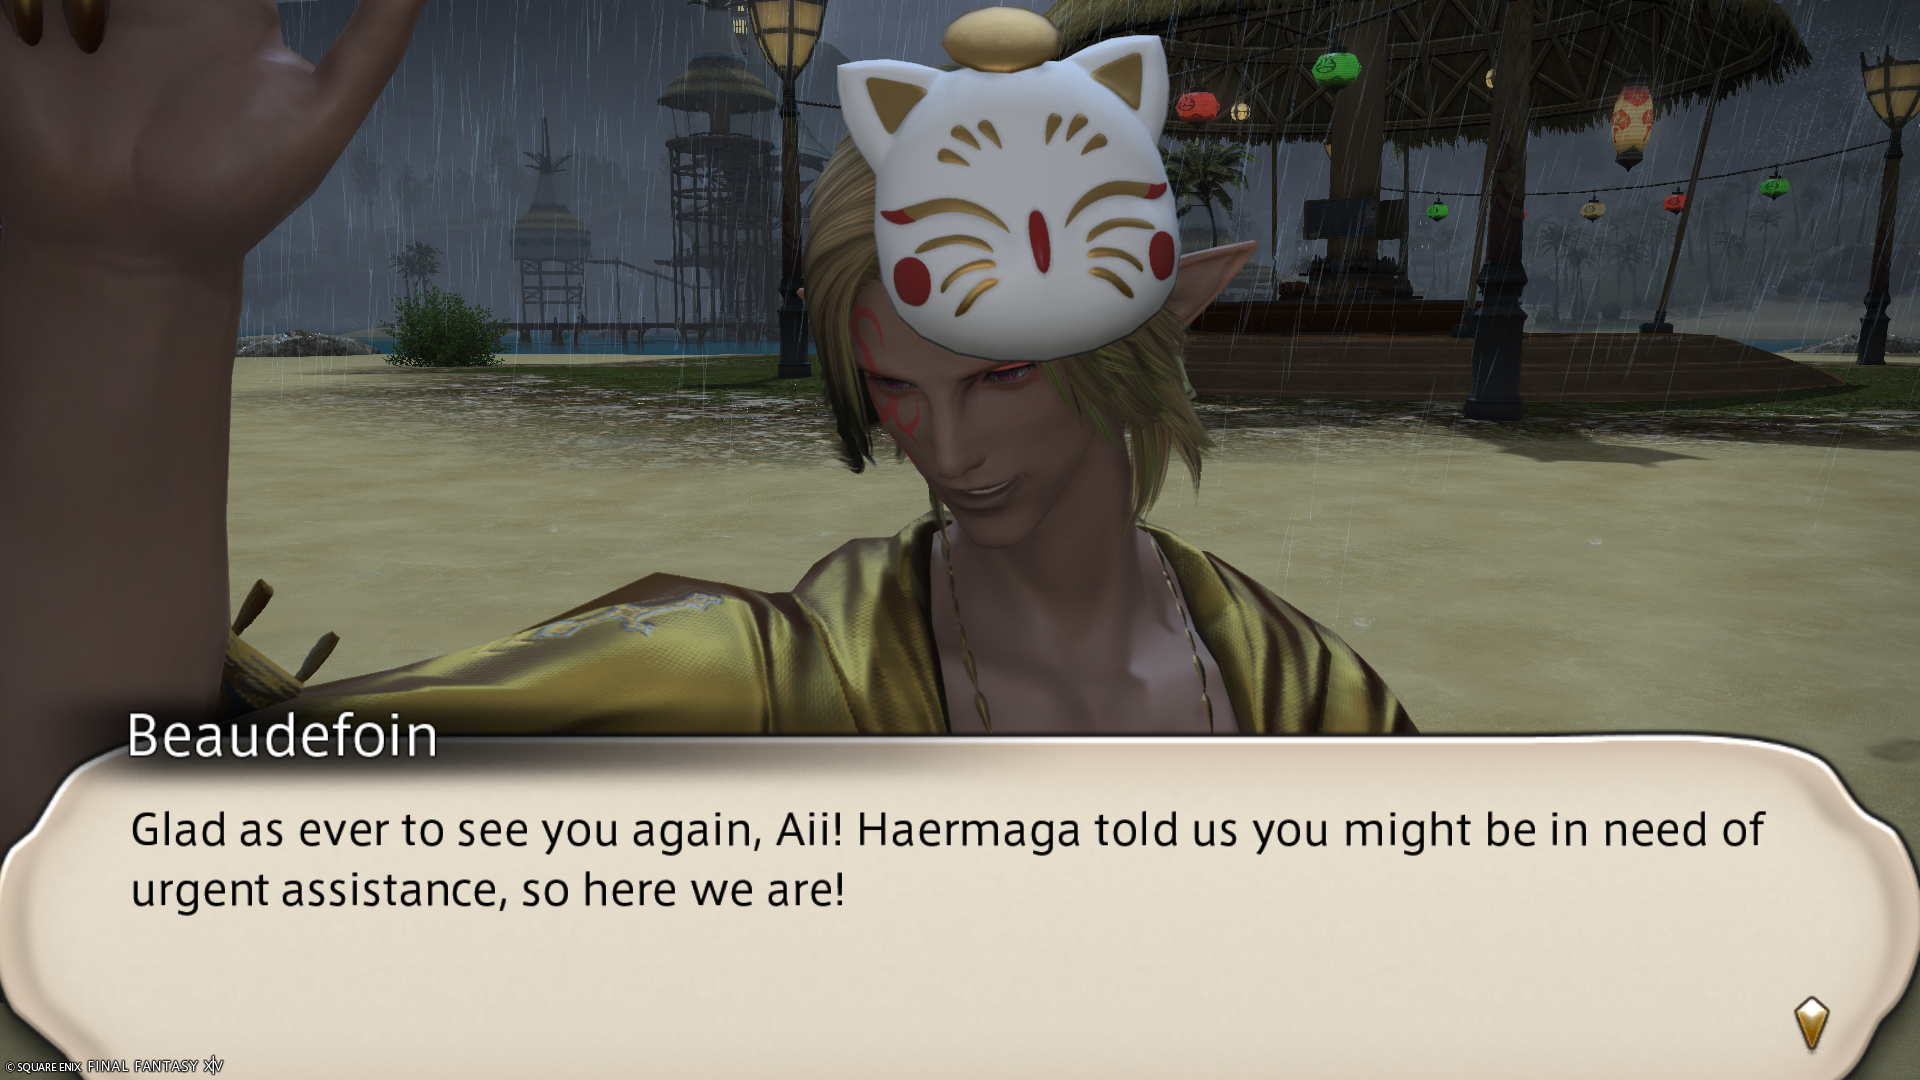 Beaudefoin
Glad as ever to see you again, Aii! Haermaga told us you might be in need of
urgent assistance, so here we are!
© SQUARE ENIX FINAL FANTASY XIV